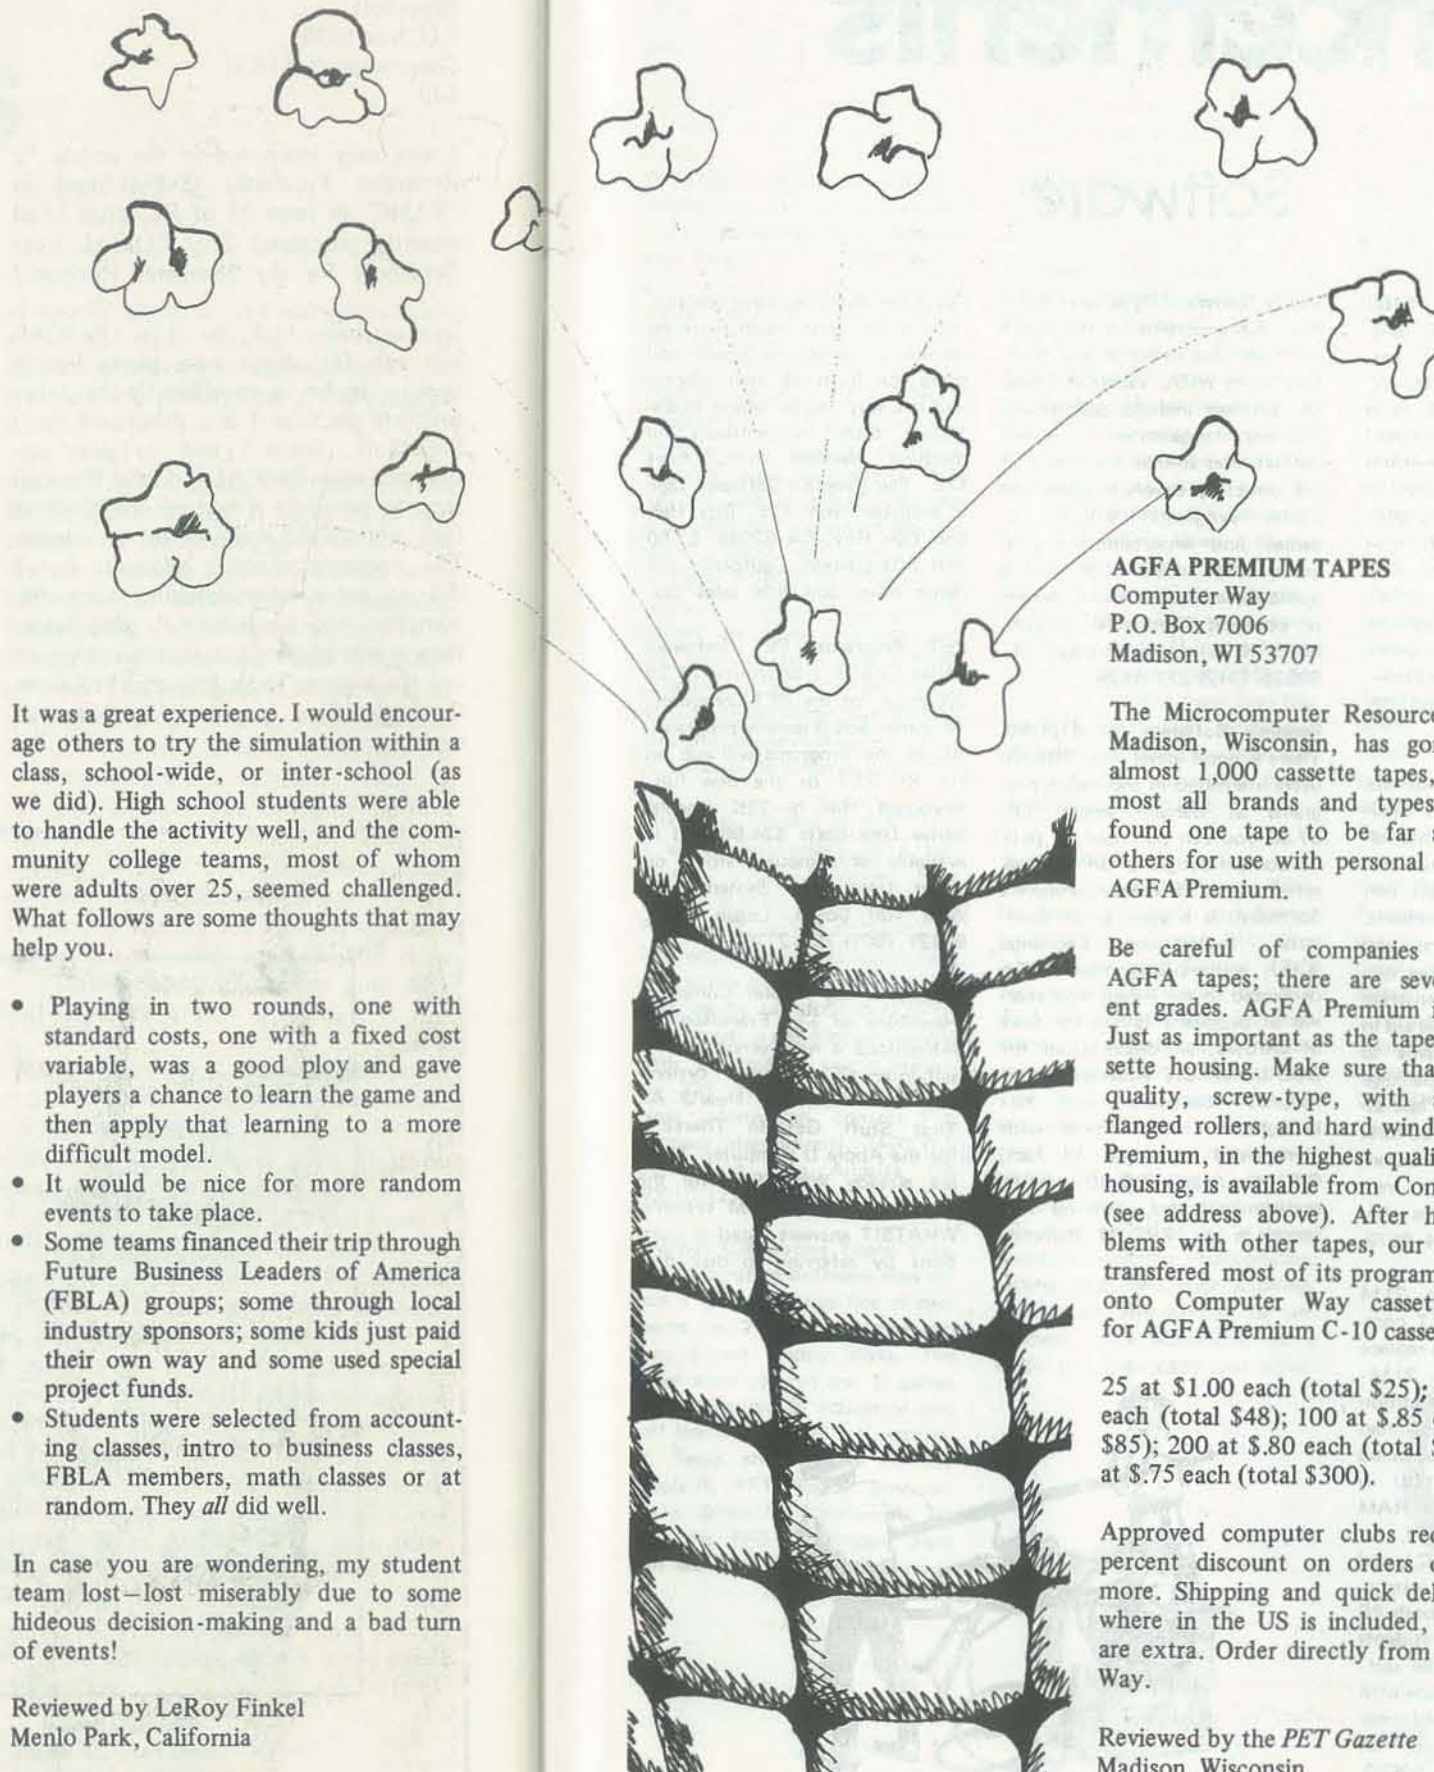 It was a great experience. I would encour-
age others to try the simulation within a
class, school-wide, or inter-school (as
we did). High school students were able
to handle the activity well, and the com-
munity college teams, most of whom
were adults over 25, seemed challenged.
What follows are some thoughts that may
help you.
• Playing in two rounds, one with
standard costs, one with a fixed cost
variable, was a good ploy and gave
players a chance to learn the game and
then apply that learning to a more
difficult model.
• It would be nice for more random
events to take place.
• Some teams financed their trip through
Future Business Leaders of America
(FBLA) groups; some through local
industry sponsors; some kids just paid
their own way and some used special
project funds.
• Students were selected from account-
ing classes, intro to business classes,
FBLA members, math classes or at
random. They all did well.
In case you are wondering, my student
team lost—lost miserably due to some
hideous decision-making and a bad turn
of events!
Reviewed by LeRoy Finkel
Menlo Park, California
AGFA PREMIUM TAPES
Computer Way
P.O. Box 7006
Madison, WI 53707
The Microcomputer Resource
Madison, Wisconsin, has
almost 1,000 cassette tapes,
most all brands and types
found one tape to be far
others for use with personal
AGFA Premium.
Be careful of companies
AGFA tapes; there are
ent grades. AGFA Premium
Just as important as the tape
sette housing. Make sure
quality, screw-type, with
flanged rollers, and hard
Premium, in the highest
housing, is available from
(see address above). After
blems with other tapes, our
transfered most of its
onto Computer Way
for AGFA Premium C-10
25 at $1.00 each (total $25);
each (total $48); 100 at $.85
$85); 200 at $.80 each (total
at $.75 each (total $300).
Approved computer clubs
percent discount on orders
more. Shipping and quick
where in the US is included,
are extra. Order directly from
Way.
Reviewed by the PET Gazette
Madison, Wisconsin